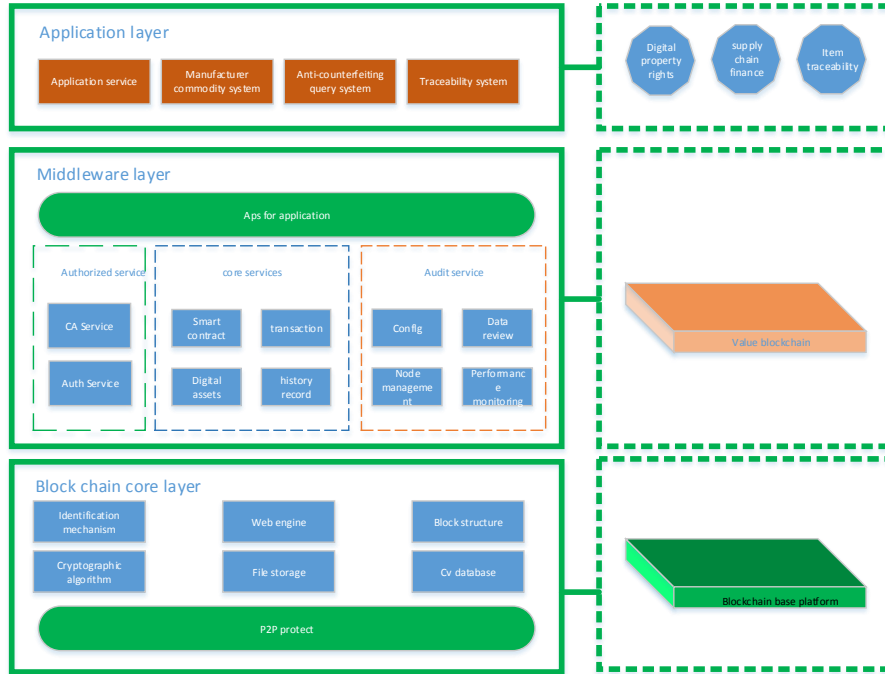 Application layer
Application service
Manufacturer
commodity system
Anti-counterfeiting
query system
Traceability system
Digital
property
rights
supply
chain
finance
Item
traceability
Middleware layer
Aps for application
Authorized service
core services
Audit service
CA Service
Auth Service
Smart
contract
transaction
Digital
assets
history
record
Config
Data
review
Node
manageme
nt
Performanc
e
monitoring
Value blockchain
Block chain core layer
Identification
mechanism
Web engine
Block structure
Cryptographic
algorithm
File storage
Cv database
P2P protect
Blockchain base platform